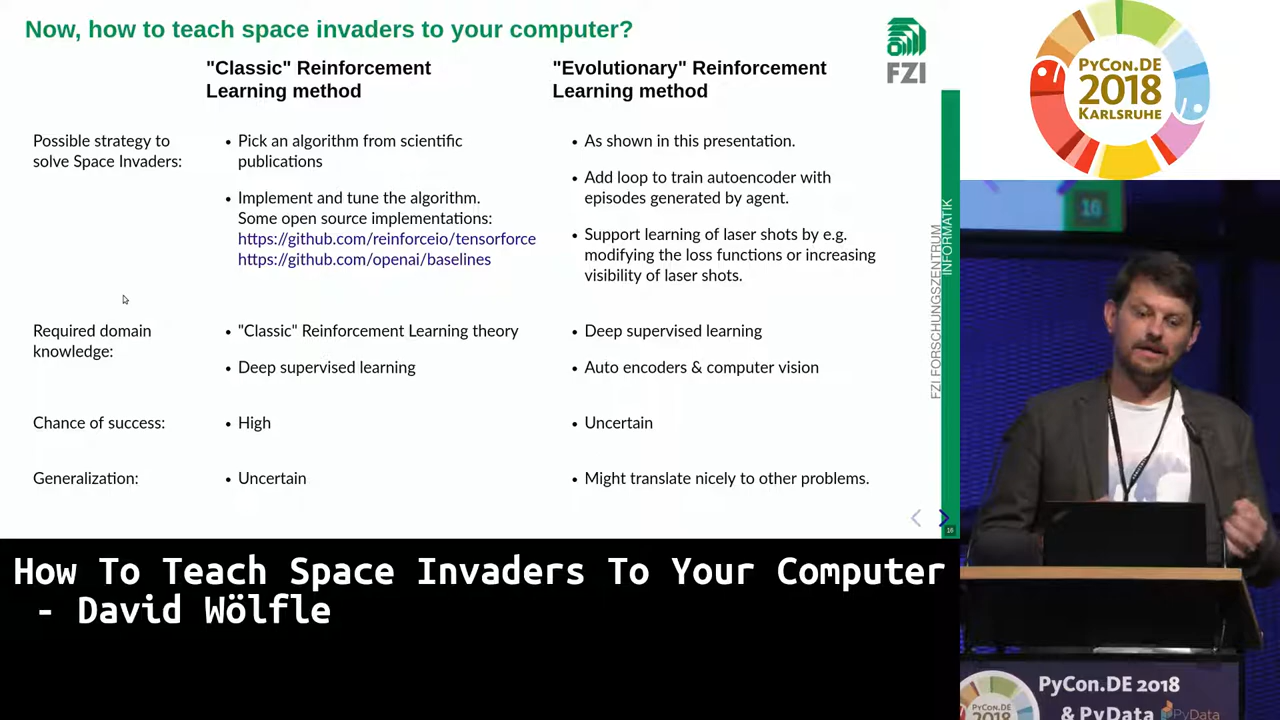 Now, how to teach space invaders to your computer?
FZI
"Classic" Reinforcement
Learning method
"Evolutionary" Reinforcement
Learning method
Possible strategy to
solve Space Invaders:
• Pick an algorithm from scientific
publications
• Implement and tune the algorithm.
Some open source implementations:
https://github.com/reinforceio/tensorforce
https://github.com/openai/baselines
• As shown in this presentation.
• Add loop to train autoencoder with
episodes generated by agent.
• Support learning of laser shots by e.g.
modifying the loss functions or increasing
visibility of laser shots.
Required domain
knowledge:
• "Classic" Reinforcement Learning theory
• Deep supervised learning
• Deep supervised learning
• Auto encoders & computer vision
Chance of success:
• High
• Uncertain
Generalization:
• Uncertain
• Might translate nicely to other problems.
FZI FORSCHUNGSZENTRUM
INFORMATIK
16
PyCon.DE
2018
KARLSRUHE
16
How To Teach Space Invaders To Your Computer
- David Wölfle
PyCon.DE 2018
& PyData
PyData
2018